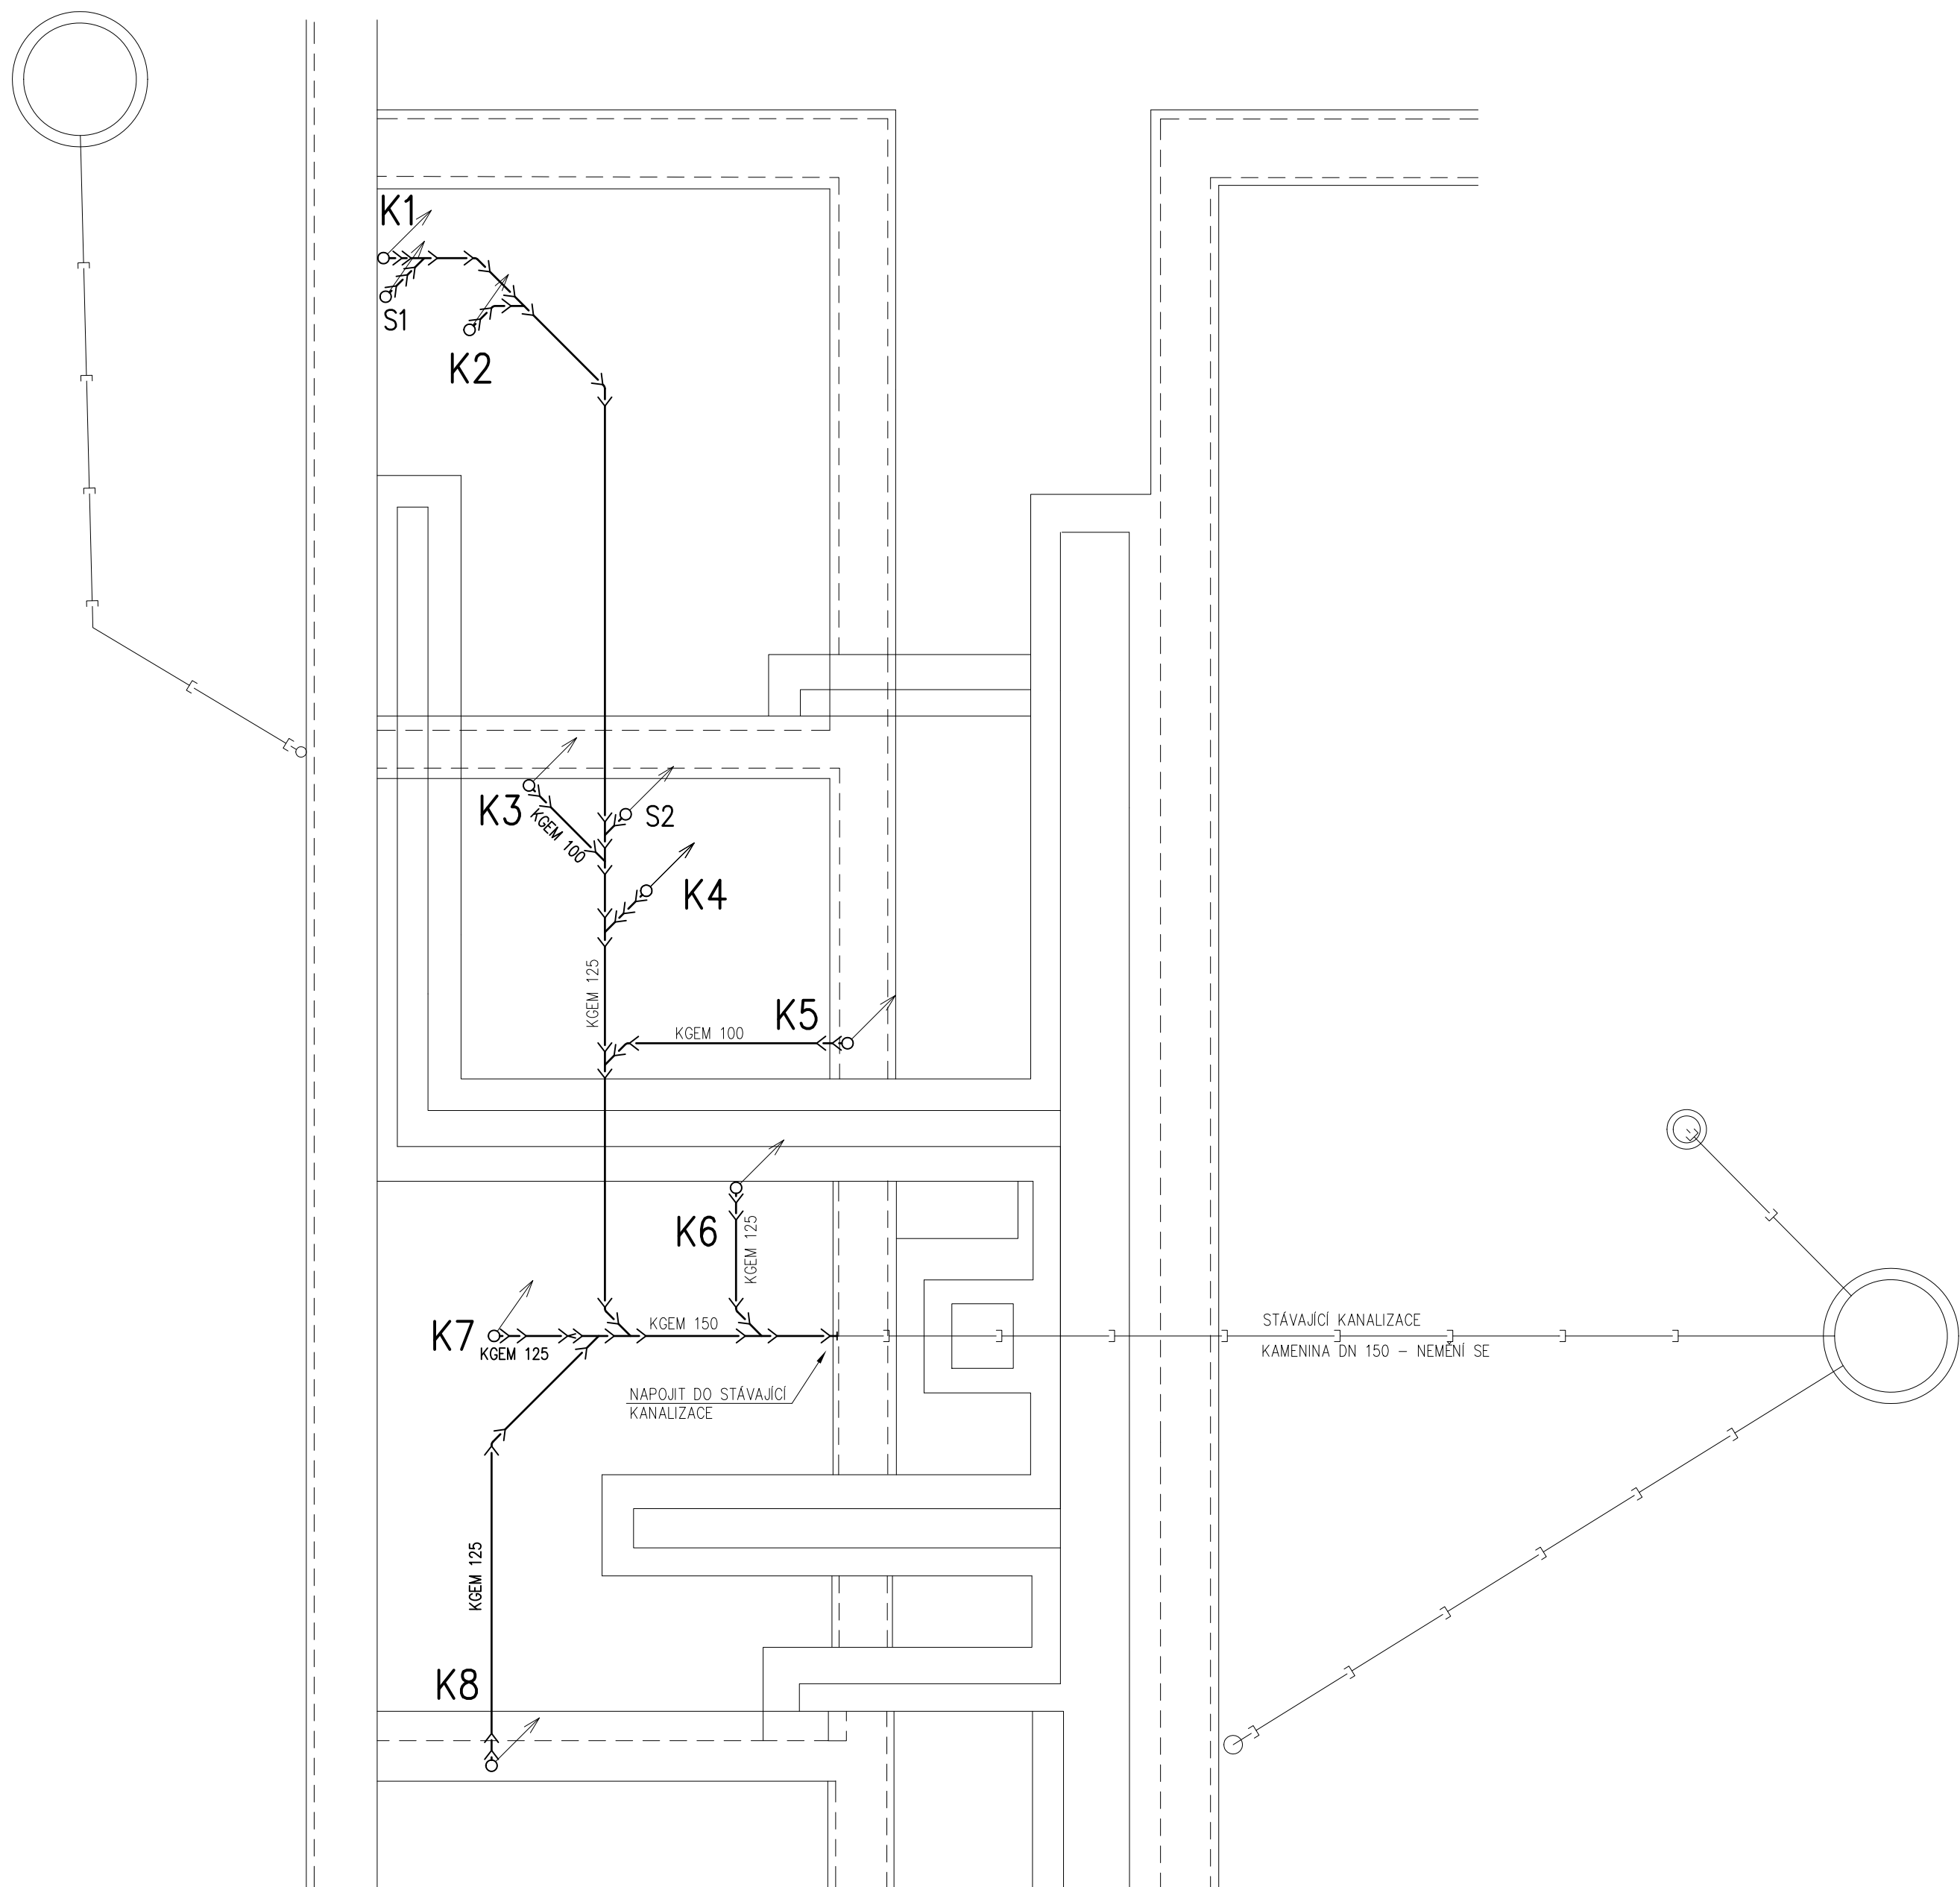 K1
S1
K2
K3
KGEM 100
S2
K4
KGEM 125
K5
KGEM 100
K6
KGEM 125
K7
KGEM 125
KGEM 150
STÁVAJÍCÍ KANALIZACE
KAMENINA DN 150 – NEMĚNÍ SE
NAPOJIT DO STÁVAJÍCÍ
KANALIZACE
KGEM 125
K8